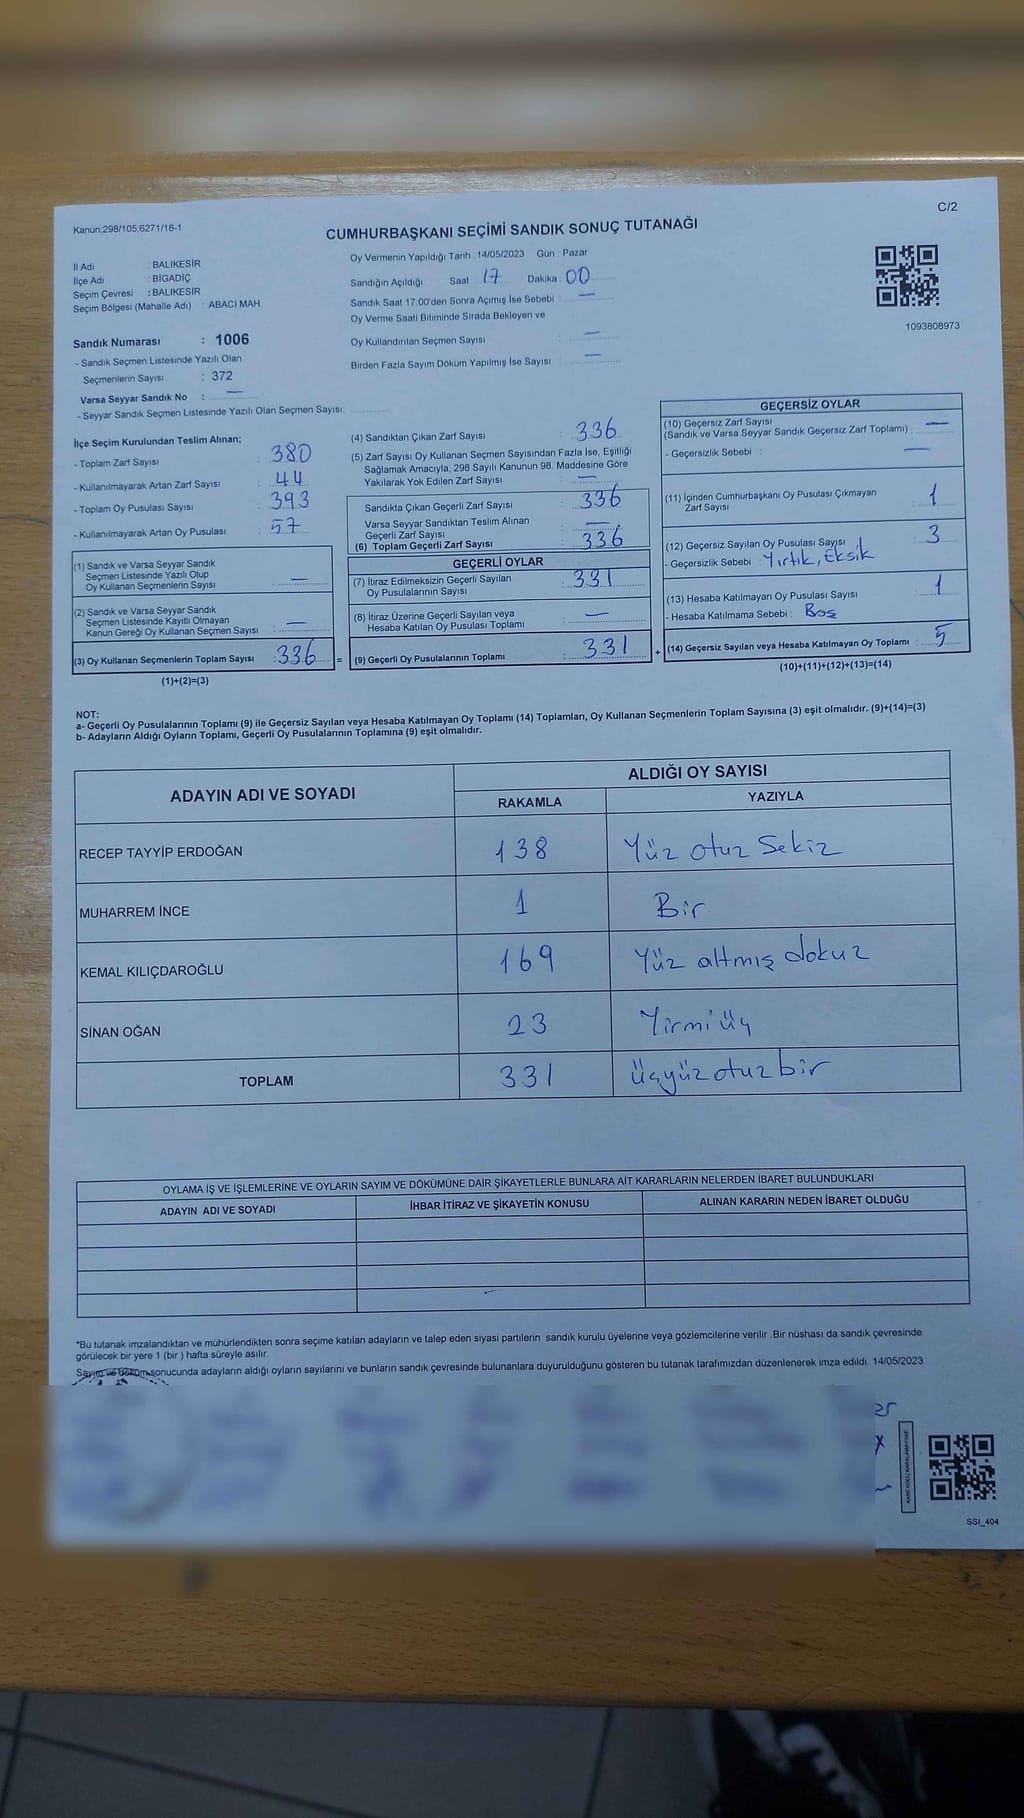 Kanun;298/105,6271/18-1
C/2
CUMHURBAŞKANI SEÇİMİ SANDIK SONUÇ TUTANAĞI
İl Adı : BALIKESİR
İlçe Adı : BİGADİÇ
Seçim Çevresi : BALIKESİR
Seçim Bölgesi (Mahalle Adı) : ABACI MAH.
Sandık Numarası : 1006
- Sandık Seçmen Listesinde Yazılı Olan
Seçmenlerin Sayısı : 372
Varsa Seyyar Sandık No : —
- Seyyar Sandık Seçmen Listesinde Yazılı Olan Seçmen Sayısı:
Oy Vermenin Yapıldığı Tarih : 14/05/2023 Gün : Pazar
Sandığın Açıldığı Saat 17 Dakika 00
Sandık Saat 17:00'den Sonra Açımış İse Sebebi : —
Oy Verme Saati Bitiminde Sırada Bekleyen ve
Oy Kullandırılan Seçmen Sayısı : —
Birden Fazla Sayım Döküm Yapılmış İse Sayısı : —
1093808973
İlçe Seçim Kurulundan Teslim Alınan;
- Toplam Zarf Sayısı : 380
- Kullanılmayarak Artan Zarf Sayısı : 44
- Toplam Oy Pusulası Sayısı : 393
- Kullanılmayarak Artan Oy Pusulası : 57
(1) Sandık ve Varsa Seyyar Sandık
Seçmen Listesinde Yazılı Olup
Oy Kullanan Seçmenlerin Sayısı : —
(2) Sandık ve Varsa Seyyar Sandık
Seçmen Listesinde Kayıtlı Olmayan
Kanun Gereği Oy Kullanan Seçmen Sayısı : —
(3) Oy Kullanan Seçmenlerin Toplam Sayısı : 336 =
(1)+(2)=(3)
(4) Sandıktan Çıkan Zarf Sayısı : 336
(5) Zarf Sayısı Oy Kullanan Seçmen Sayısından Fazla İse, Eşitliği
Sağlamak Amacıyla, 298 Sayılı Kanunun 98. Maddesine Göre
Yakılarak Yok Edilen Zarf Sayısı : —
Sandıkta Çıkan Geçerli Zarf Sayısı : 336
Varsa Seyyar Sandıktan Teslim Alınan
Geçerli Zarf Sayısı : —
(6) Toplam Geçerli Zarf Sayısı : 336
GEÇERLİ OYLAR
(7) İtiraz Edilmeksizin Geçerli Sayılan
Oy Pusulalarının Sayısı : 331
(8) İtiraz Üzerine Geçerli Sayılan veya
Hesaba Katılan Oy Pusulası Toplamı : —
(9) Geçerli Oy Pusulalarının Toplamı : 331 +
GEÇERSİZ OYLAR
(10) Geçersiz Zarf Sayısı
(Sandık ve Varsa Seyyar Sandık Geçersiz Zarf Toplamı) : —
- Geçersizlik Sebebi : —
(11) İçinden Cumhurbaşkanı Oy Pusulası Çıkmayan
Zarf Sayısı : 1
(12) Geçersiz Sayılan Oy Pusulası Sayısı : 3
- Geçersizlik Sebebi : Yırtık, Eksik
(13) Hesaba Katılmayan Oy Pusulası Sayısı : 1
- Hesaba Katılmama Sebebi : Boş
(14) Geçersiz Sayılan veya Hesaba Katılmayan Oy Toplamı : 5
(10)+(11)+(12)+(13)=(14)
NOT:
a- Geçerli Oy Pusulalarının Toplamı (9) ile Geçersiz Sayılan veya Hesaba Katılmayan Oy Toplamı (14) Toplamları, Oy Kullanan Seçmenlerin Toplam Sayısına (3) eşit olmalıdır. (9)+(14)=(3)
b- Adayların Aldığı Oyların Toplamı, Geçerli Oy Pusulalarının Toplamına (9) eşit olmalıdır.
ADAYIN ADI VE SOYADI
ALDIĞI OY SAYISI
RAKAMLA YAZIYLA
RECEP TAYYİP ERDOĞAN 138 Yüz otuz Sekiz
MUHARREM İNCE 1 Bir
KEMAL KILIÇDAROĞLU 169 Yüz altmış dokuz
SİNAN OĞAN 23 Yirmi üç
TOPLAM 331 üçyüz otuz bir
OYLAMA İŞ VE İŞLEMLERİNE VE OYLARIN SAYIM VE DÖKÜMÜNE DAİR ŞİKAYETLERLE BUNLARA AİT KARARLARIN NELERDEN İBARET BULUNDUKLARI
ADAYIN ADI VE SOYADI İHBAR İTİRAZ VE ŞİKAYETİN KONUSU ALINAN KARARIN NEDEN İBARET OLDUĞU
*Bu tutanak imzalandıktan ve mühürlendikten sonra seçime katılan adayların ve talep eden siyasi partilerin sandık kurulu üyelerine veya gözlemcilerine verilir .Bir nüshası da sandık çevresinde
görülecek bir yere 1 (bir ) hafta süreyle asılır.
Sayım ve döküm sonucunda adayların aldığı oyların sayılarını ve bunların sandık çevresinde bulunanlara duyurulduğunu gösteren bu tutanak tarafımızdan düzenlenerek imza edildi. 14/05/2023
SSI_404